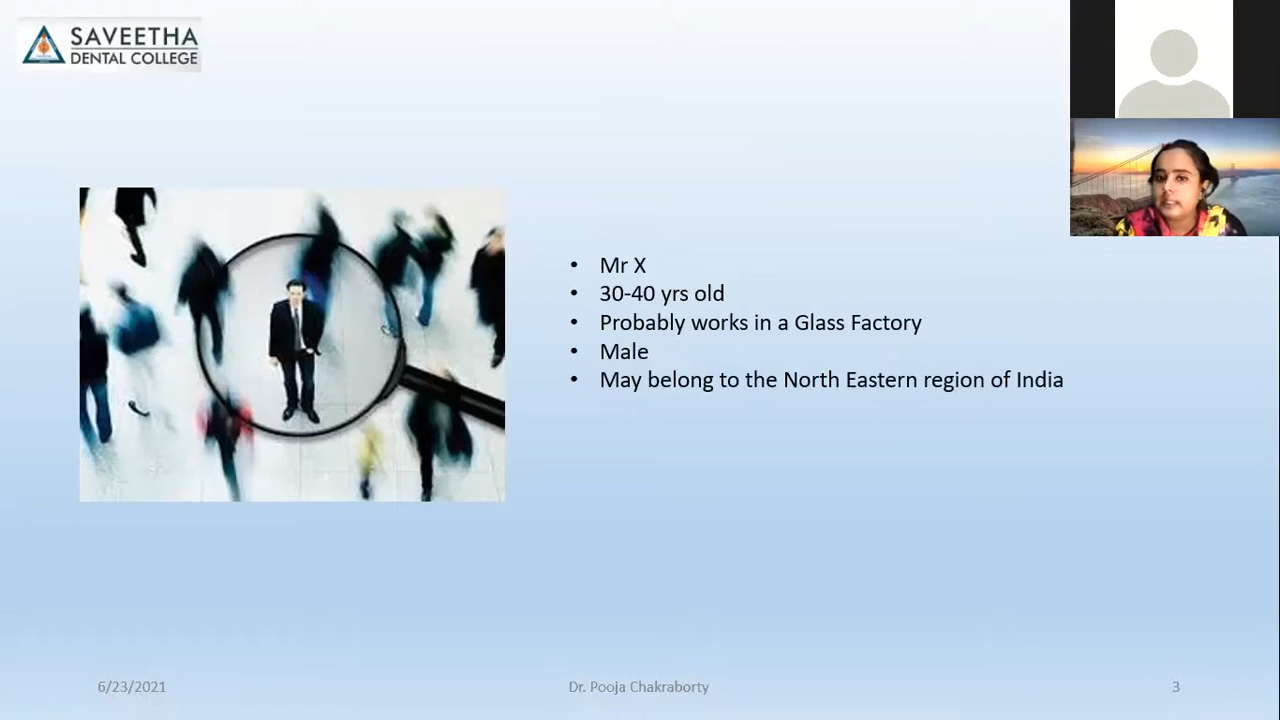 SAVEETHA
DENTAL COLLEGE
• Mr X
• 30-40 yrs old
• Probably works in a Glass Factory
• Male
• May belong to the North Eastern region of India
6/23/2021
Dr. Pooja Chakraborty
3